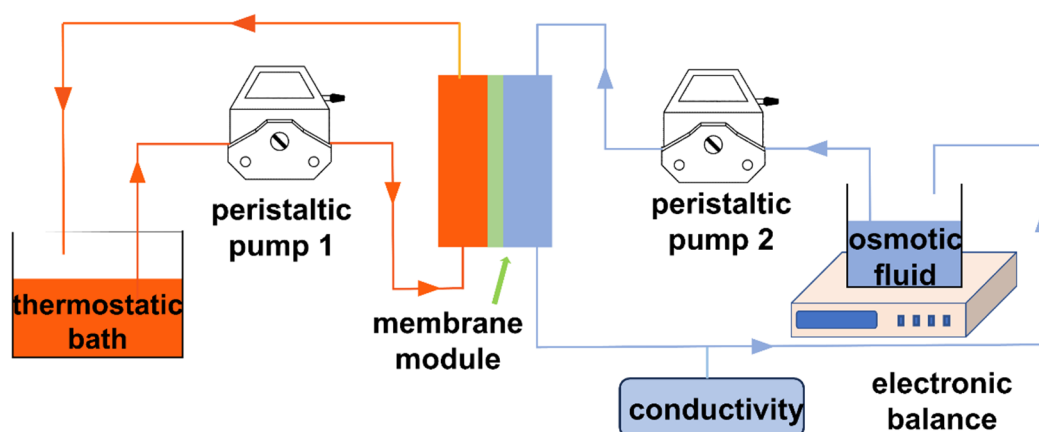 peristaltic
pump 1
peristaltic
pump 2
osmotic
fluid
thermostatic
bath
membrane
module
conductivity
electronic
balance